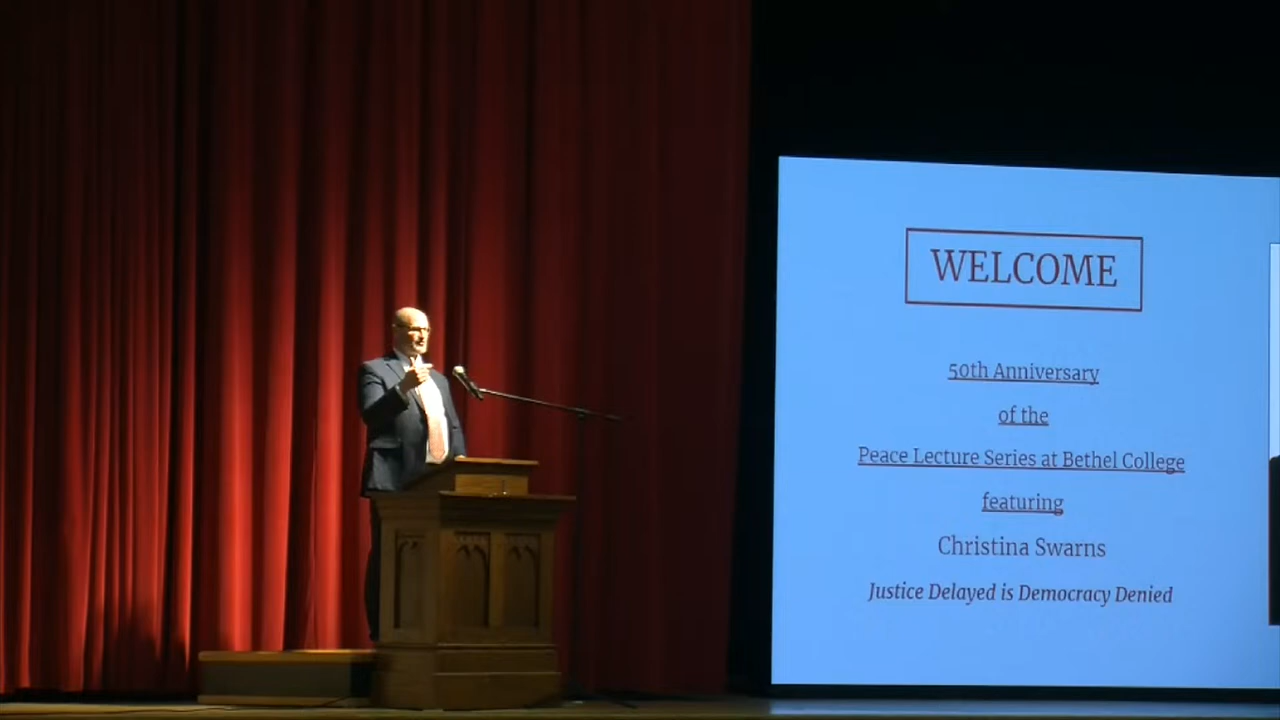 WELCOME
50th Anniversary
of the
Peace Lecture Series at Bethel College
featuring
Christina Swarns
Justice Delayed is Democracy Denied